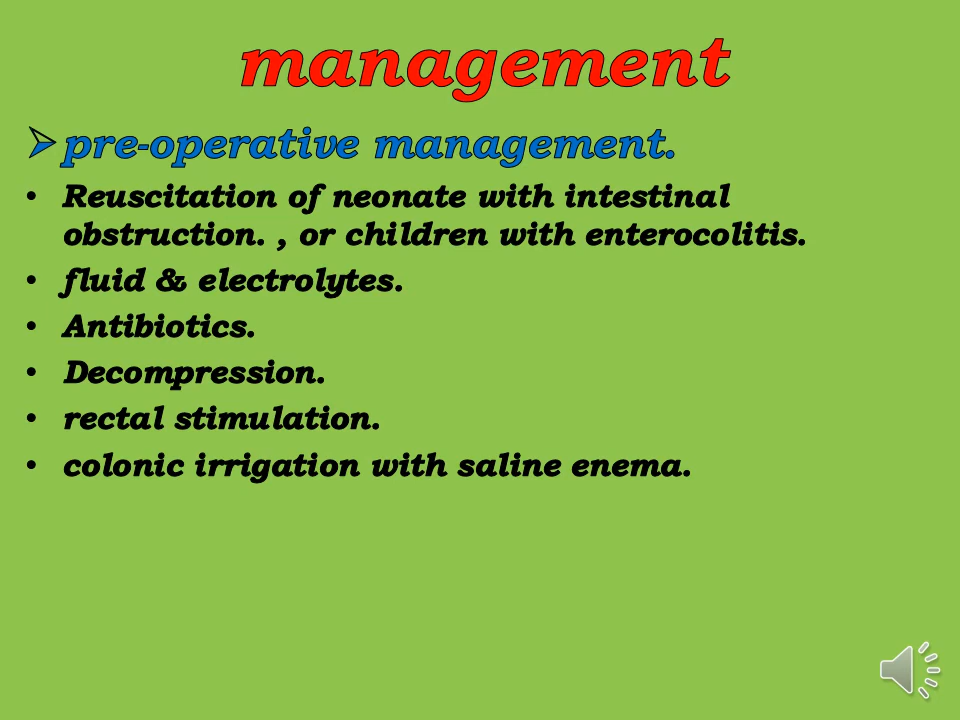 management
➢ pre-operative management.
• Reuscitation of neonate with intestinal
obstruction. , or children with enterocolitis.
• fluid & electrolytes.
• Antibiotics.
• Decompression.
• rectal stimulation.
• colonic irrigation with saline enema.